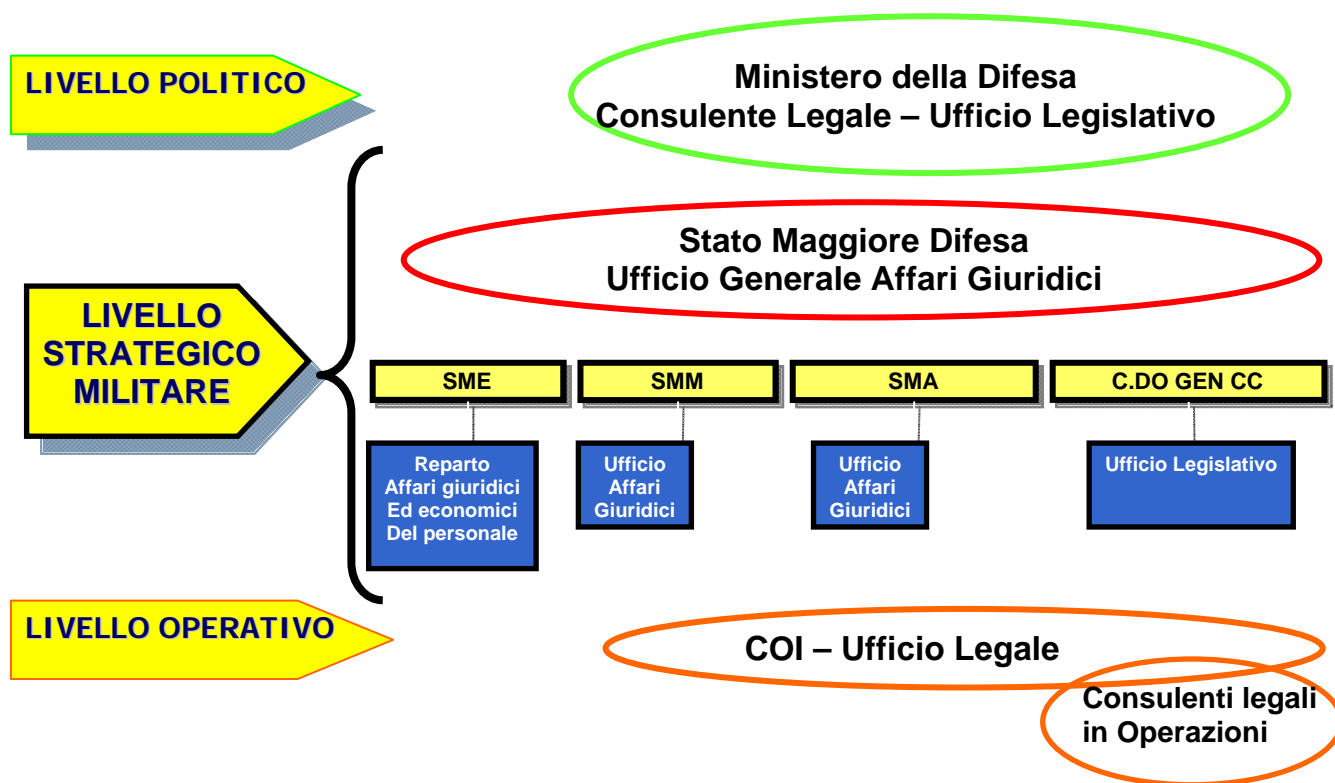 LIVELLO POLITICO
Ministero della Difesa
Consulente Legale – Ufficio Legislativo
Stato Maggiore Difesa
Ufficio Generale Affari Giuridici
LIVELLO
STRATEGICO
MILITARE
SME
SMM
SMA
C.DO GEN CC
Reparto
Affari giuridici
Ed economici
Del personale
Ufficio
Affari
Giuridici
Ufficio
Affari
Giuridici
Ufficio Legislativo
LIVELLO OPERATIVO
COI – Ufficio Legale
Consulenti legali
in Operazioni